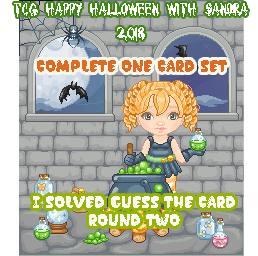 TCG HAPPY HALLOWEEN WITH SANDRA
2018
COMPLETE ONE CARD SET
I SOLVED GUESS THE CARD
ROUND TWO